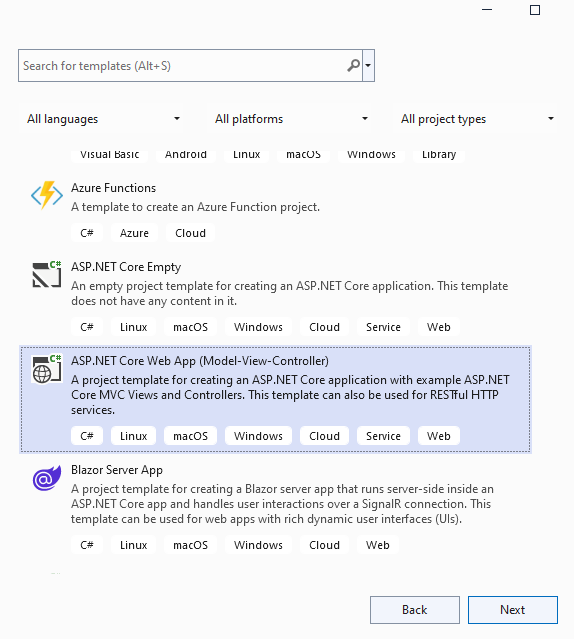 Search for templates (Alt+S)
All languages All platforms All project types
Visual Basic Android Linux macOS Windows Library
Azure Functions
A template to create an Azure Function project.
C# Azure Cloud
C# ASP.NET Core Empty
An empty project template for creating an ASP.NET Core application. This template
does not have any content in it.
C# Linux macOS Windows Cloud Service Web
C# ASP.NET Core Web App (Model-View-Controller)
A project template for creating an ASP.NET Core application with example ASP.NET
Core MVC Views and Controllers. This template can also be used for RESTful HTTP
services.
C# Linux macOS Windows Cloud Service Web
Blazor Server App
A project template for creating a Blazor server app that runs server-side inside an
ASP.NET Core app and handles user interactions over a SignalR connection. This
template can be used for web apps with rich dynamic user interfaces (UIs).
C# Linux macOS Windows Cloud Web
Back Next